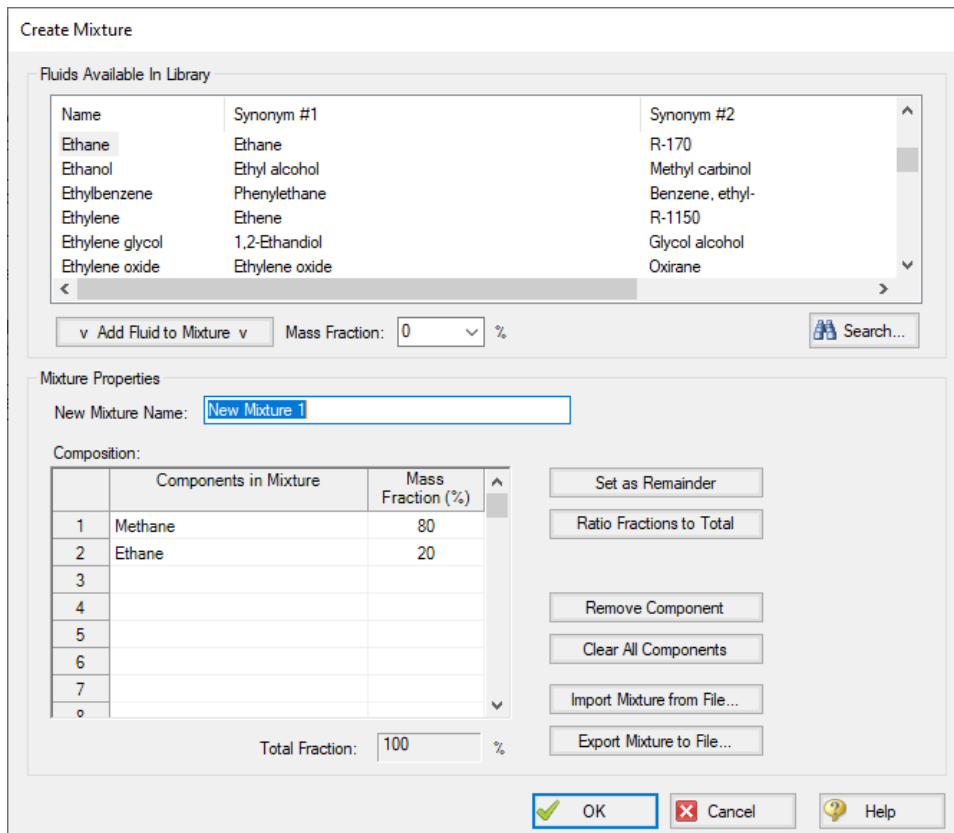 Create Mixture
Fluids Available In Library
Name Synonym #1 Synonym #2
Ethane Ethane R-170
Ethanol Ethyl alcohol Methyl carbinol
Ethylbenzene Phenylethane Benzene, ethyl-
Ethylene Ethene R-1150
Ethylene glycol 1,2-Ethandiol Glycol alcohol
Ethylene oxide Ethylene oxide Oxirane
v Add Fluid to Mixture v Mass Fraction: 0 % Search...
Mixture Properties
New Mixture Name: New Mixture 1
Composition:
Components in Mixture Mass Fraction (%)
Set as Remainder
1 Methane 80
Ratio Fractions to Total
2 Ethane 20
3
4
Remove Component
5
6
Clear All Components
7
Import Mixture from File...
8
Total Fraction: 100 %
Export Mixture to File...
OK Cancel Help